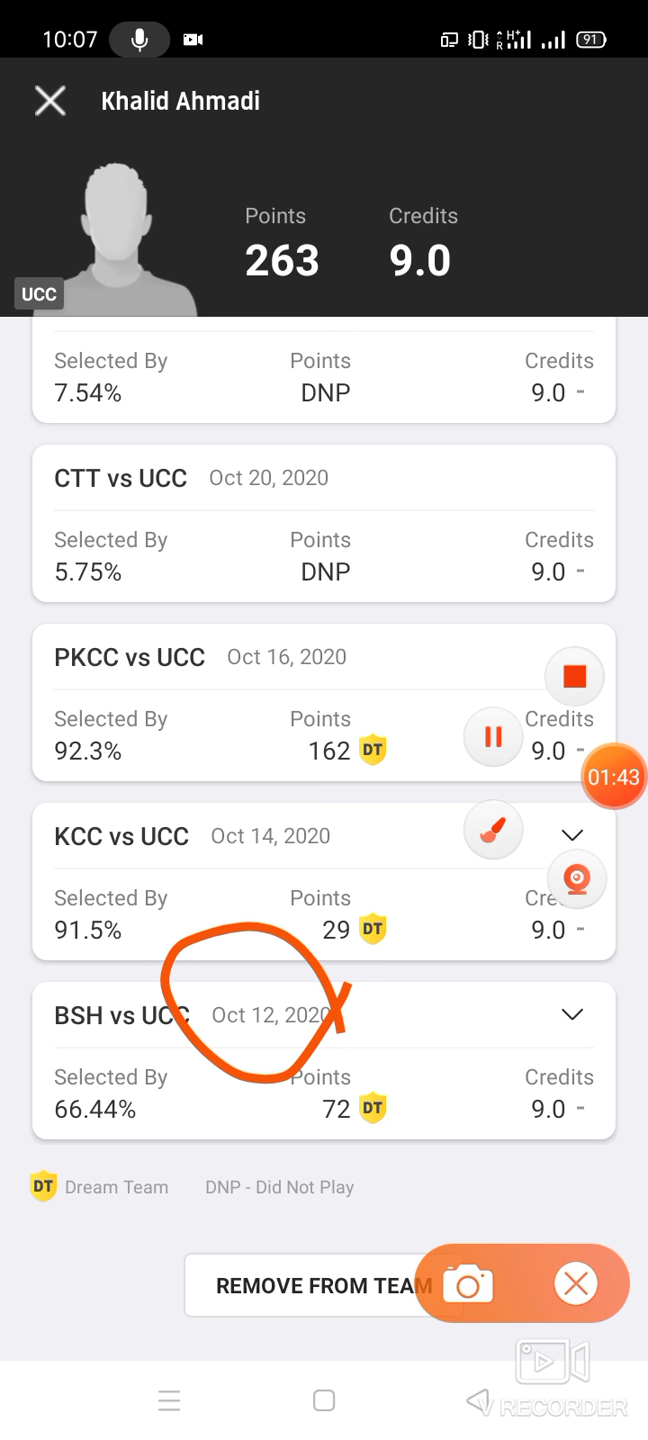 10:07 H+ R 91
Khalid Ahmadi
Points Credits
263 9.0
UCC
Selected By Points Credits
7.54% DNP 9.0 -
CTT vs UCC Oct 20, 2020
Selected By Points Credits
5.75% DNP 9.0 -
PKCC vs UCC Oct 16, 2020
Selected By Points Credits
92.3% 162 DT 9.0 -
01:43
KCC vs UCC Oct 14, 2020
Selected By Points Cre
91.5% 29 DT 9.0 -
BSH vs UCC Oct 12, 2020
Selected By Points Credits
66.44% 72 DT 9.0 -
DT Dream Team DNP - Did Not Play
REMOVE FROM TEAM
V RECORDER